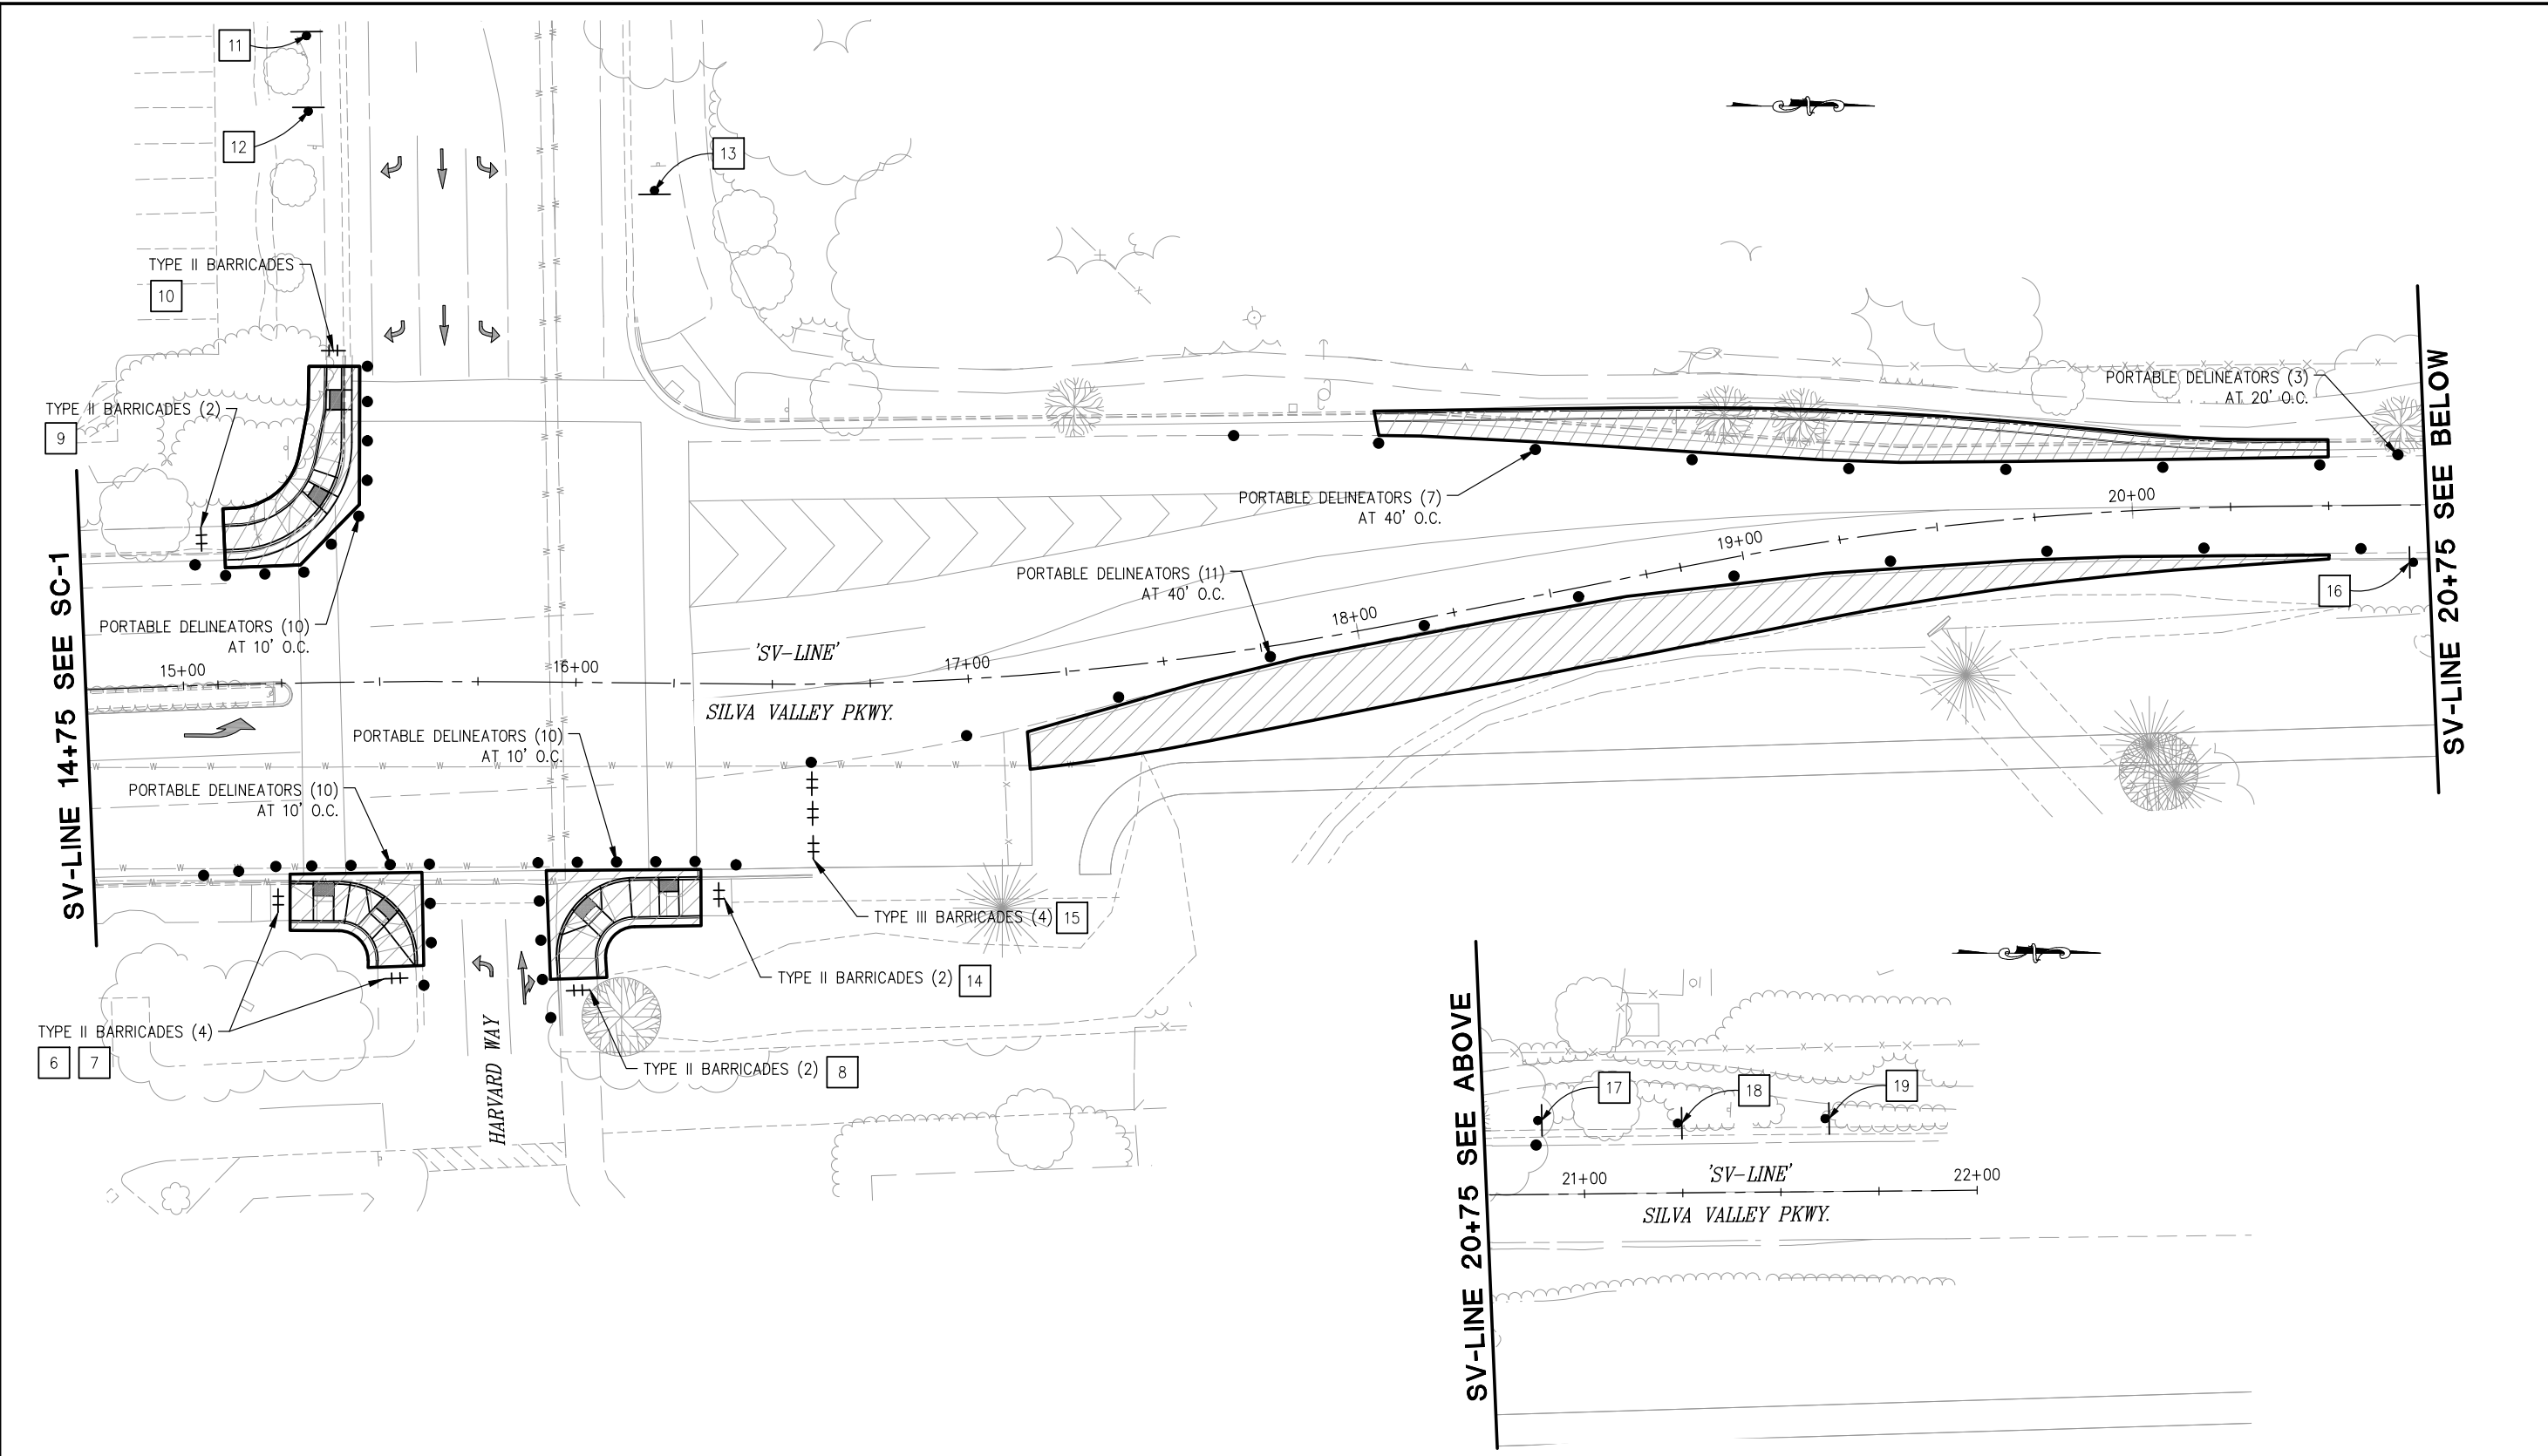 11
12
13
TYPE II BARRICADES
10
TYPE II BARRICADES (2)
9
PORTABLE DELINEATORS (3)
AT 20' O.C.
PORTABLE DELINEATORS (7)
AT 40' O.C.
20+00
19+00
PORTABLE DELINEATORS (11)
AT 40' O.C.
18+00
16
SV-LINE 14+75 SEE SC-1
SV-LINE 20+75 SEE BELOW
PORTABLE DELINEATORS (10)
AT 10' O.C.
15+00
16+00
'SV-LINE'
17+00
SILVA VALLEY PKWY.
PORTABLE DELINEATORS (10)
AT 10' O.C.
PORTABLE DELINEATORS (10)
AT 10' O.C.
TYPE III BARRICADES (4)
15
TYPE II BARRICADES (2)
14
TYPE II BARRICADES (4)
6
7
HARVARD WAY
TYPE II BARRICADES (2)
8
SV-LINE 20+75 SEE ABOVE
17
18
19
21+00
'SV-LINE'
22+00
SILVA VALLEY PKWY.